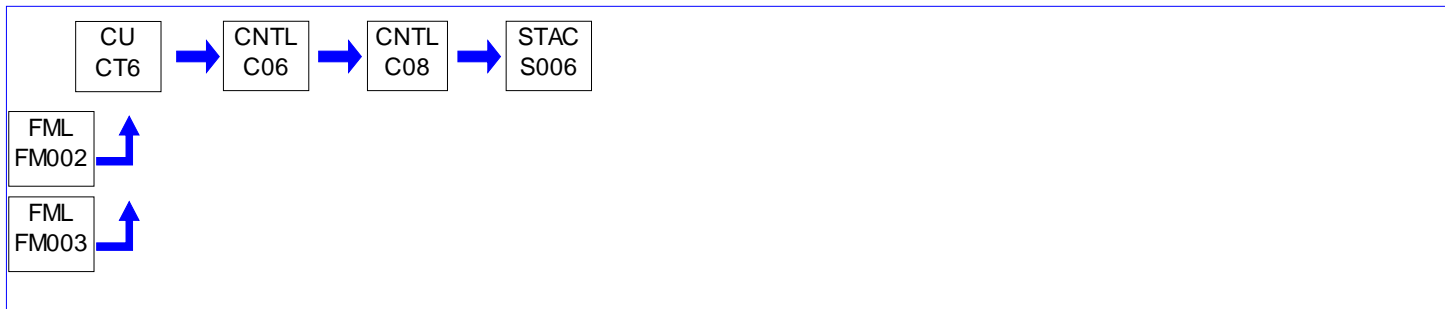 CU
CT6
CNTL
C06
CNTL
C08
STAC
S006
FML
FM002
FML
FM003